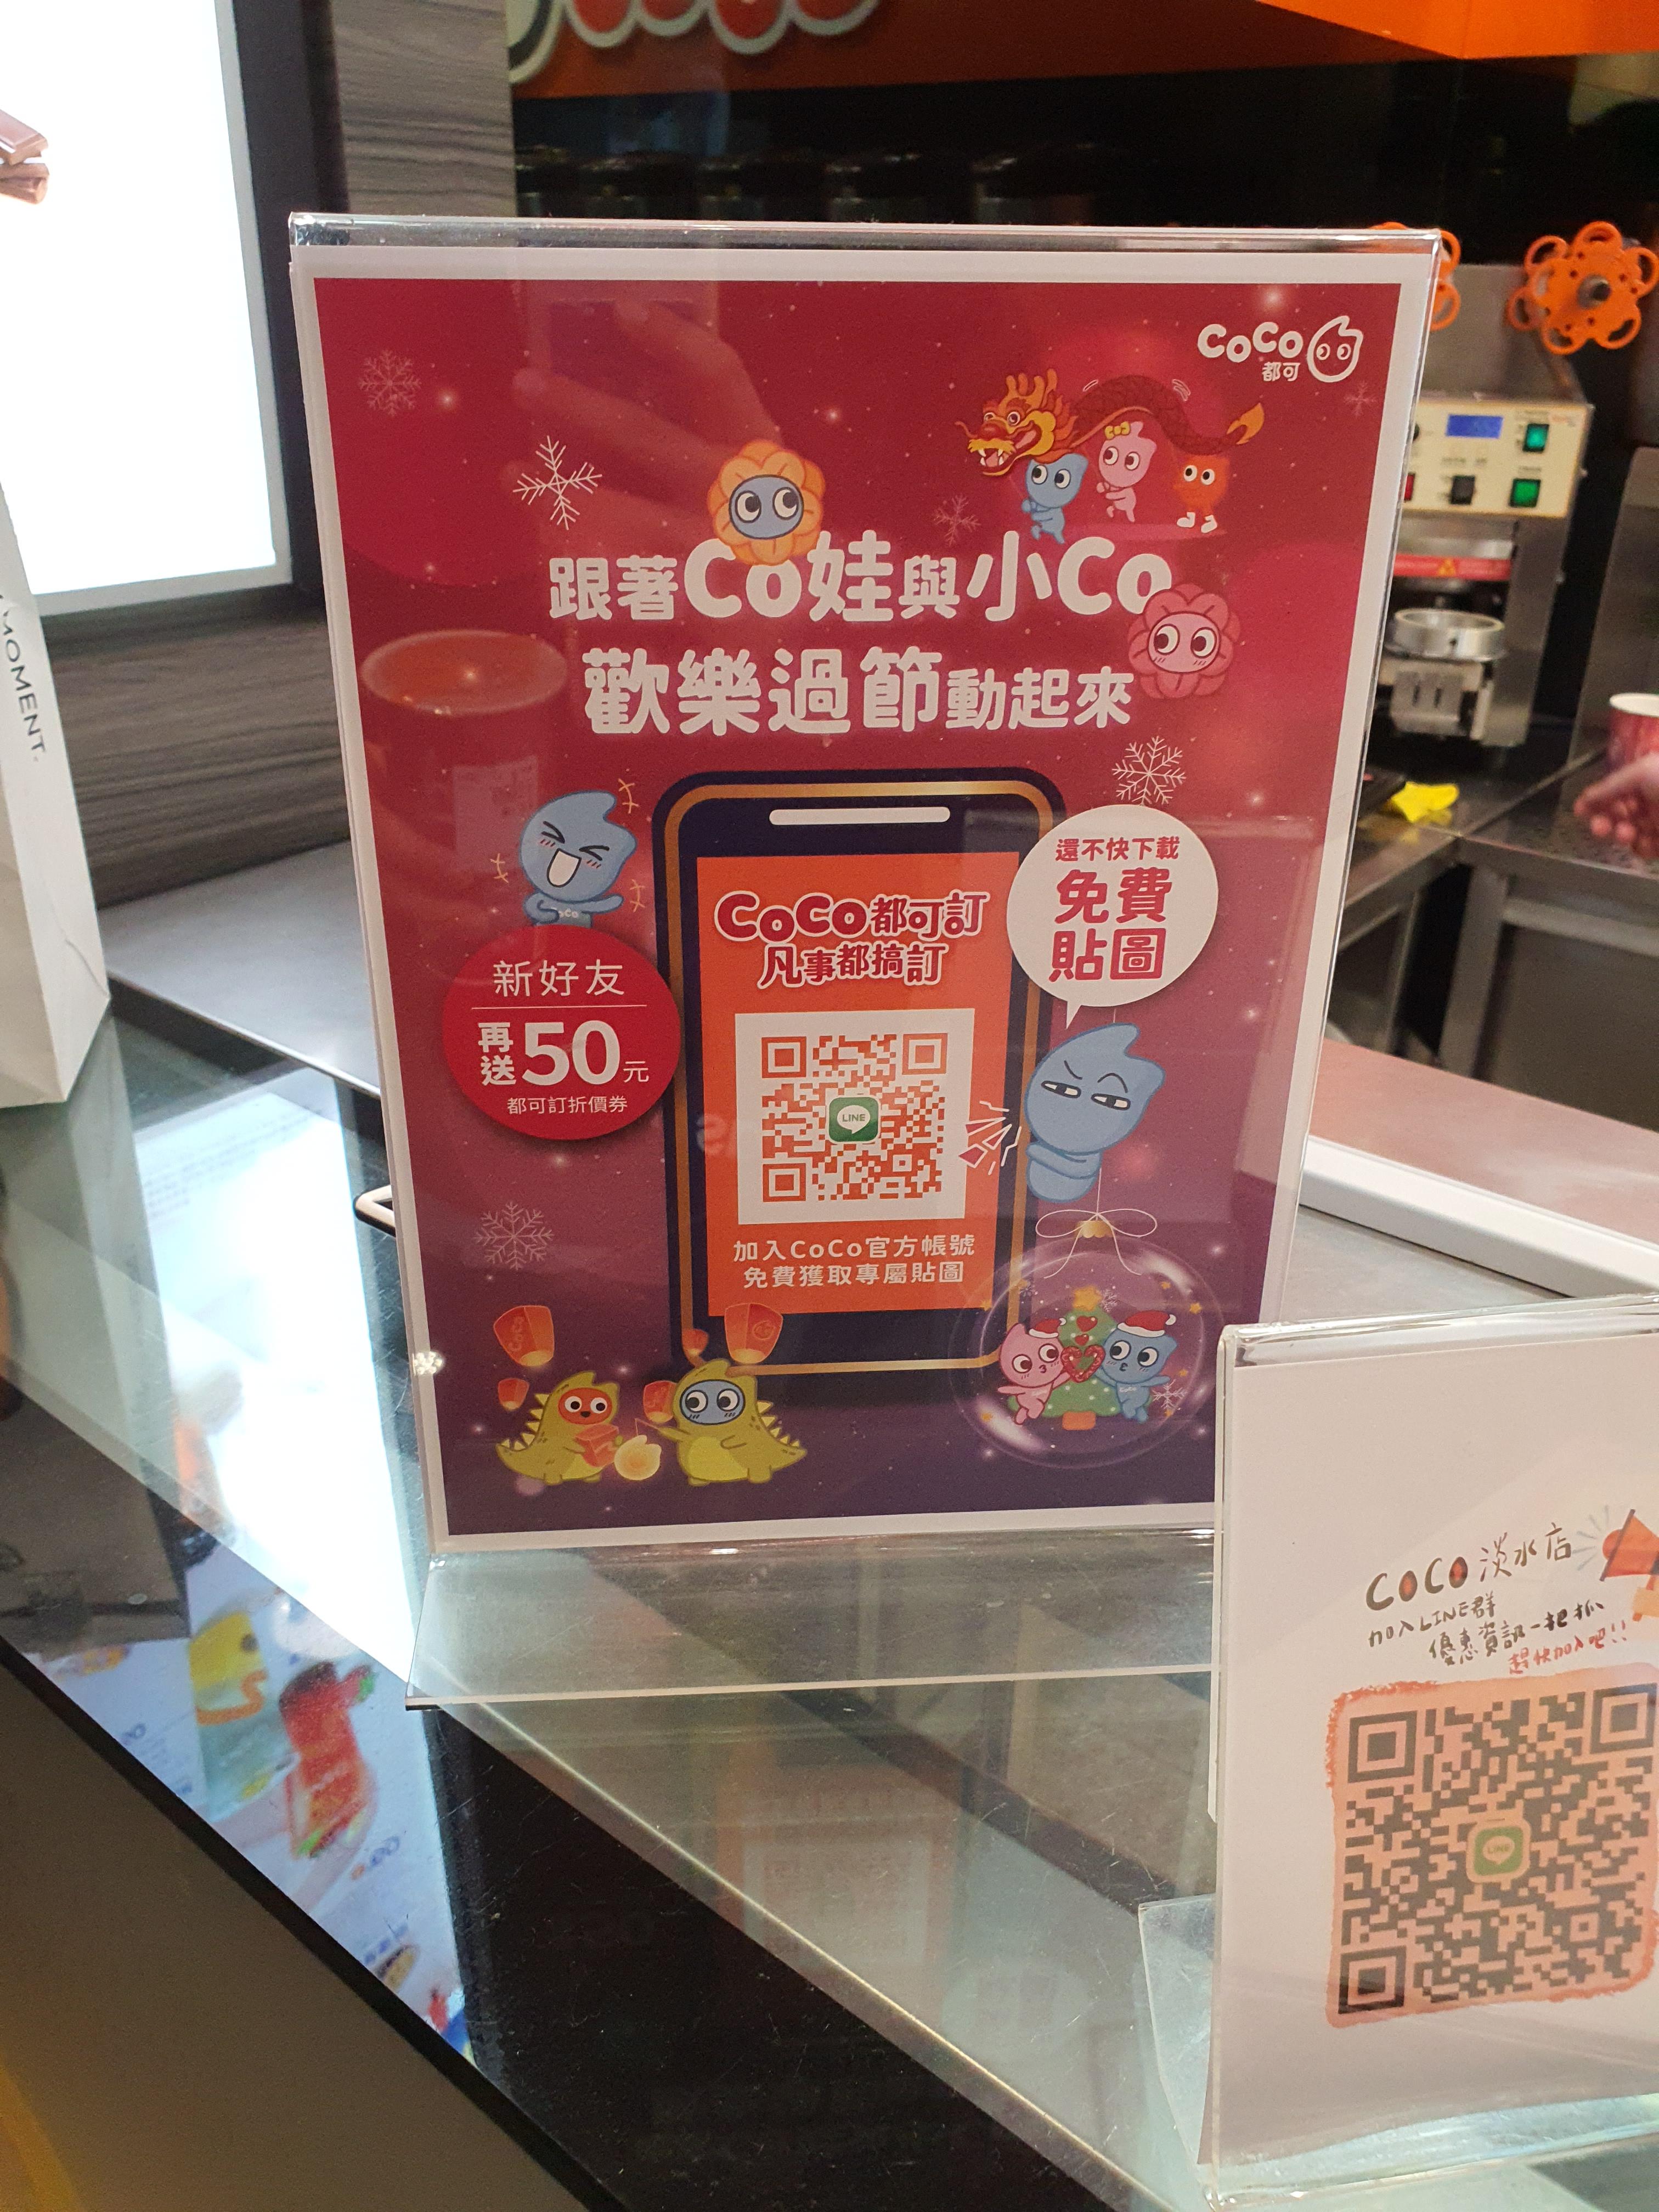 CoCo
都可
跟著Co娃與小Co
歡樂過節動起來
還不快下載
免費
貼圖
CoCo都可訂
凡事都搞訂
新好友
再送50元
都可訂折價券
LINE
加入CoCo官方帳號
免費獲取專屬貼圖
MOMENT.
CoCo 淡水店
加入LINE群
優惠資訊一把抓
趕快加入吧!!
LINE